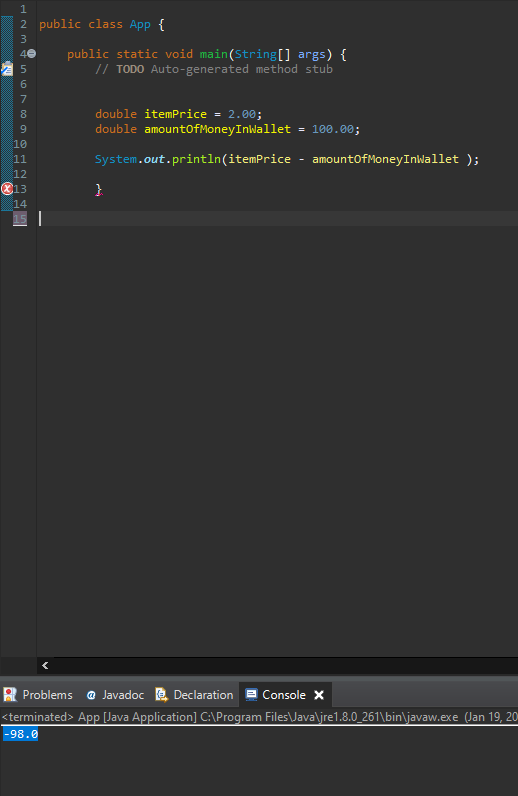 1
2 public class App {
3
4 public static void main(String[] args) {
5 // TODO Auto-generated method stub
6
7
8 double itemPrice = 2.00;
9 double amountOfMoneyInWallet = 100.00;
10
11 System.out.println(itemPrice - amountOfMoneyInWallet );
12
13 }
14
15
Problems @ Javadoc Declaration Console
<terminated> App [Java Application] C:\Program Files\Java\jre1.8.0_261\bin\javaw.exe (Jan 19, 20
-98.0